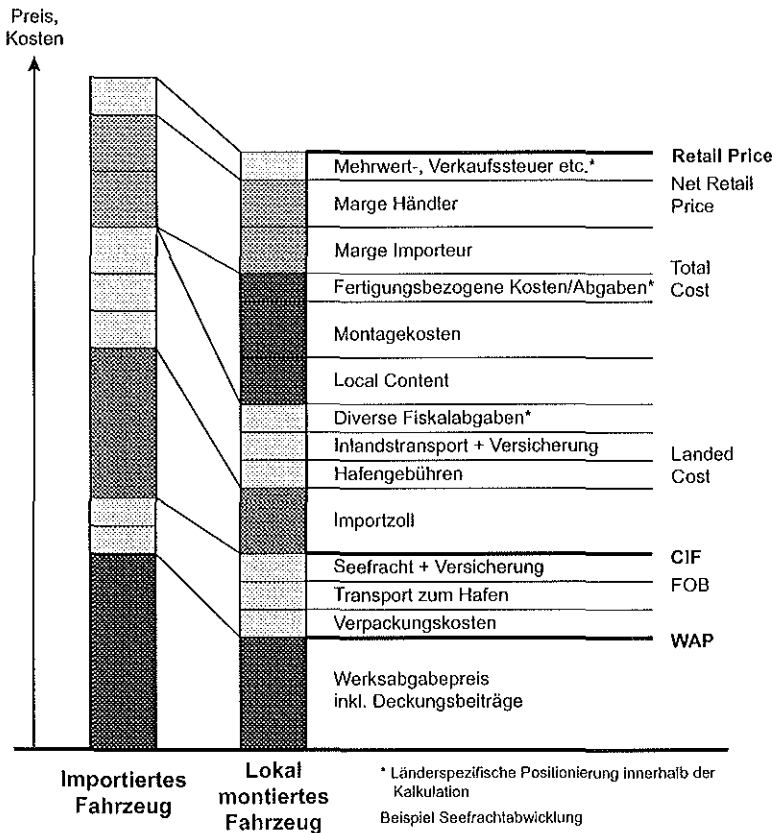 Preis,
Kosten
Retail Price
Mehrwert-, Verkaufssteuer etc.*
Net Retail
Price
Marge Händler
Marge Importeur
Total
Cost
Fertigungsbezogene Kosten/Abgaben*
Montagekosten
Local Content
Diverse Fiskalabgaben*
Inlandstransport + Versicherung
Landed
Cost
Hafengebühren
Importzoll
CIF
Seefracht + Versicherung
FOB
Transport zum Hafen
Verpackungskosten
WAP
Werksabgabepreis
inkl. Deckungsbeiträge
Importiertes
Fahrzeug
Lokal
montiertes
Fahrzeug
* Länderspezifische Positionierung innerhalb der
Kalkulation
Beispiel Seefrachtabwicklung